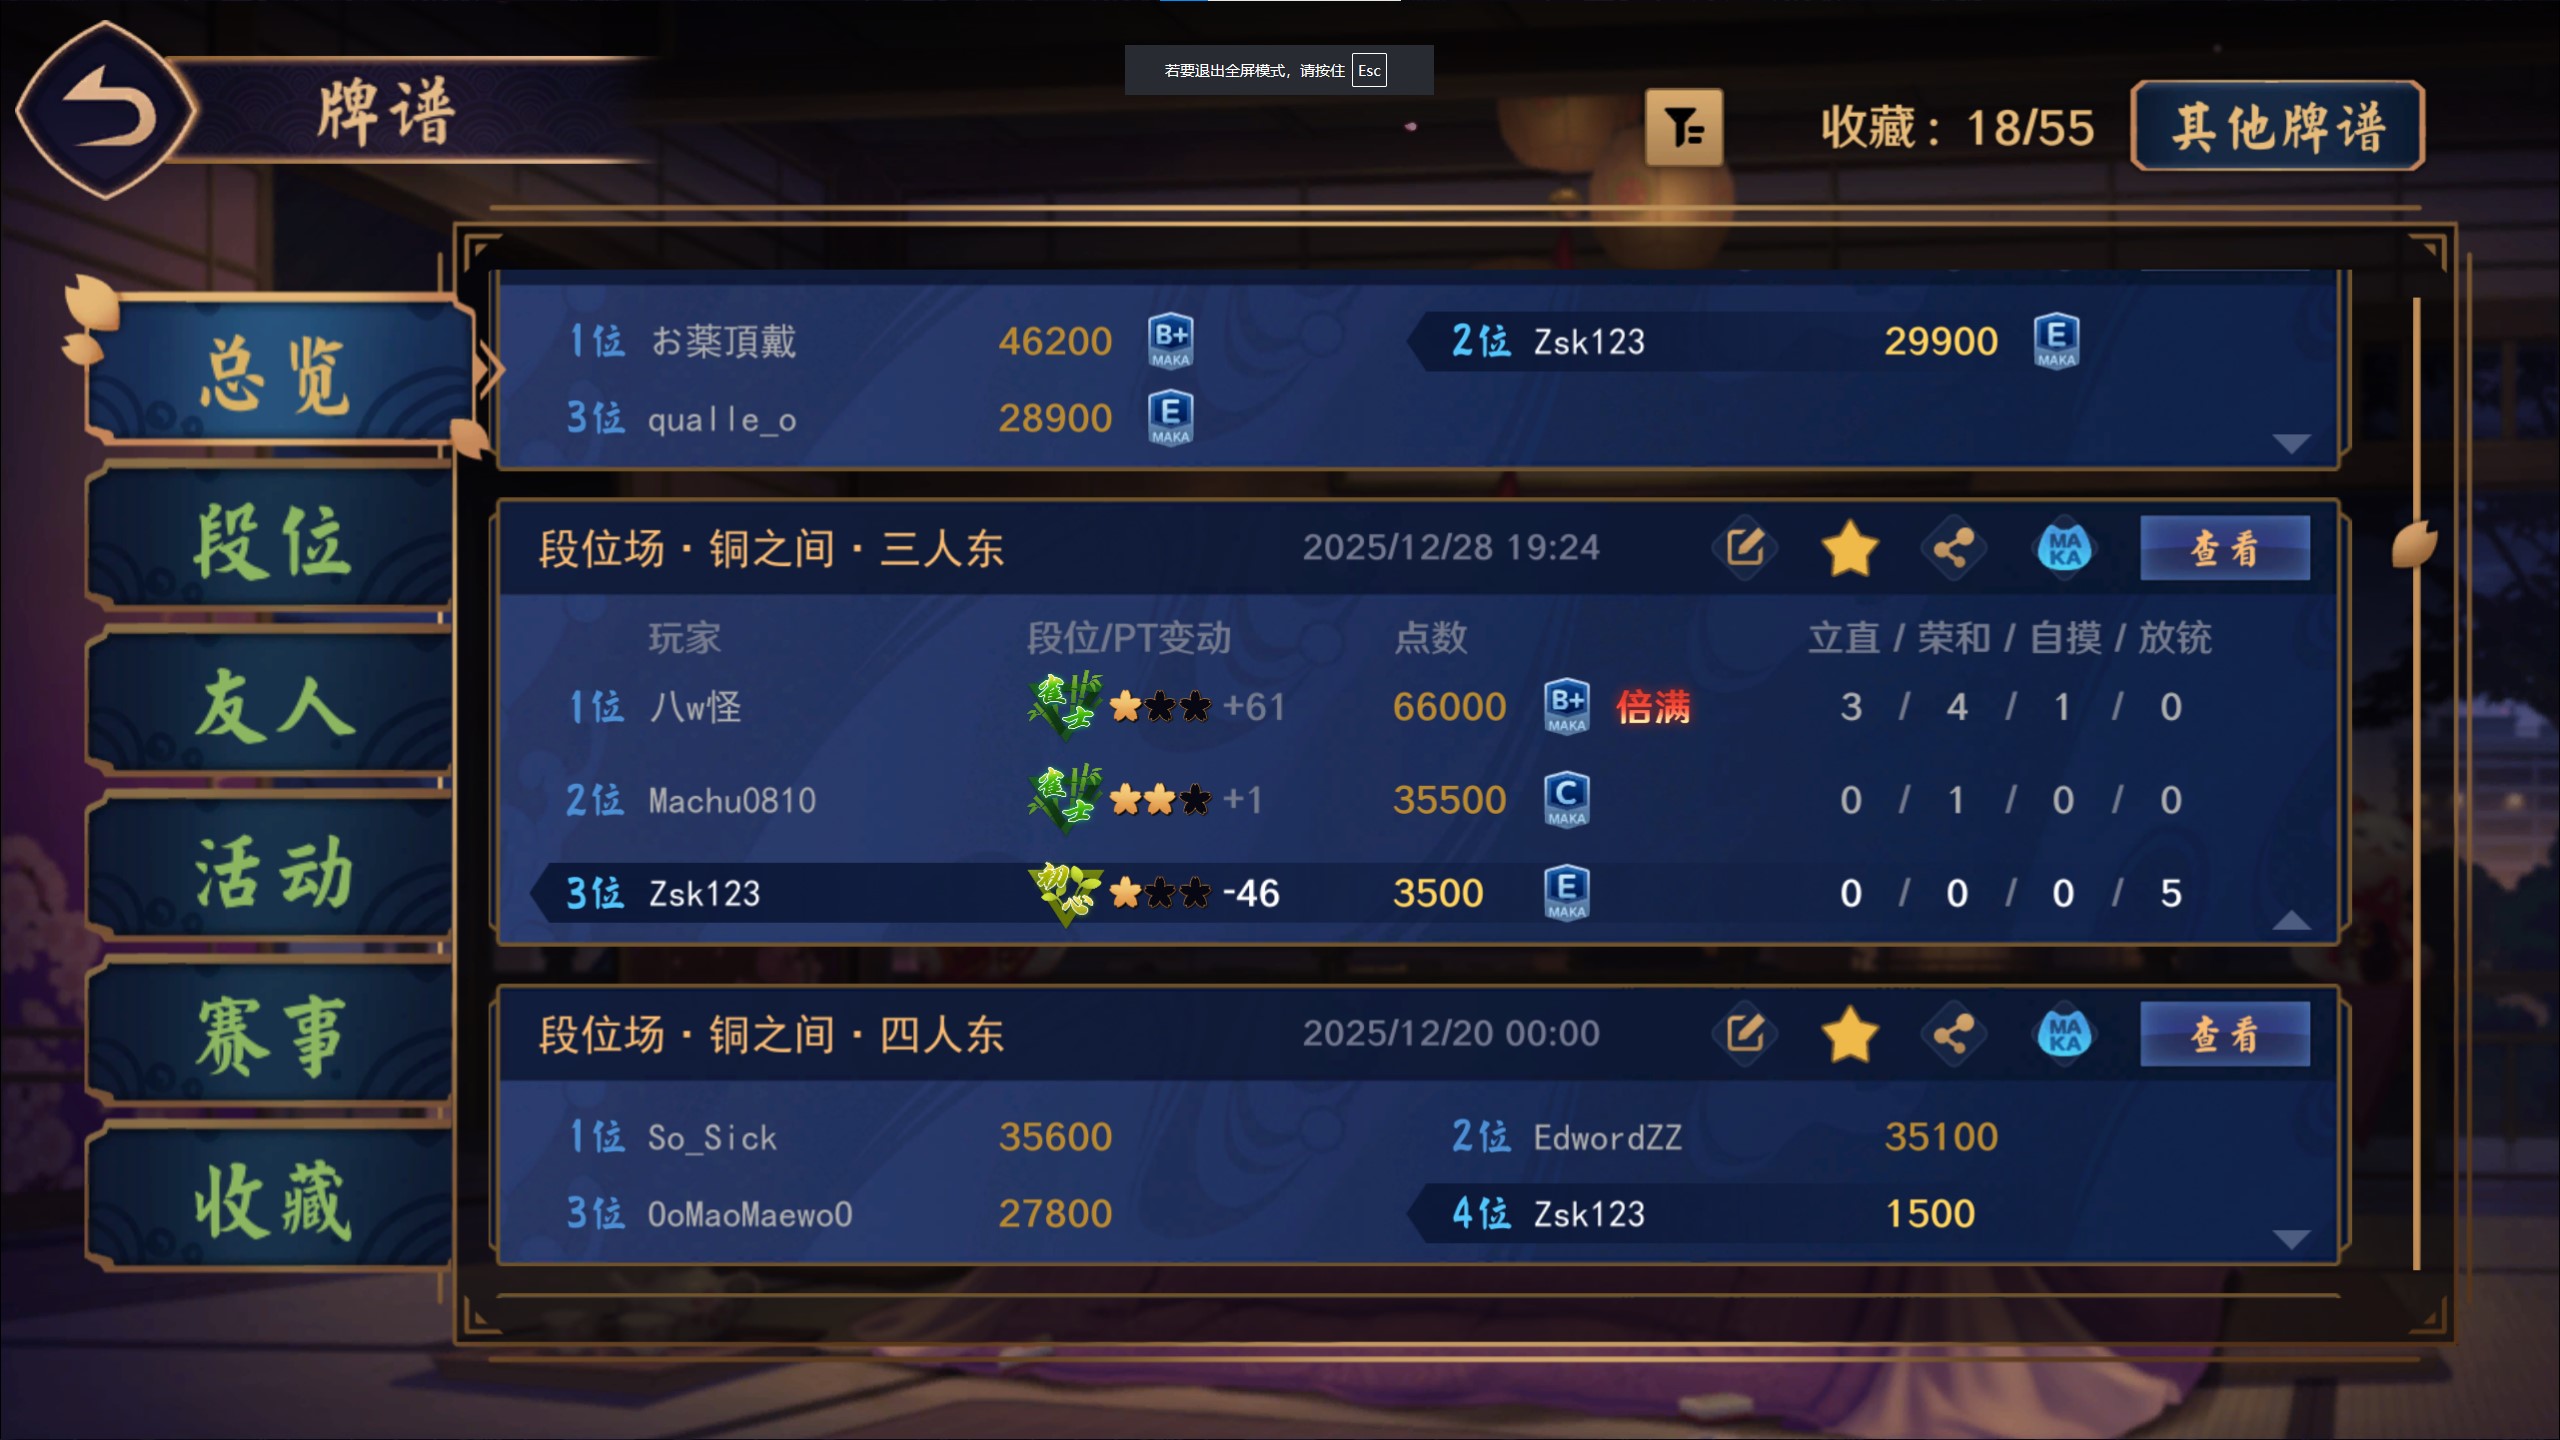 若要退出全屏模式，请按住 Esc
牌谱
收藏：18/55 其他牌谱
总览
段位
友人
活动
赛事
收藏
1位 お薬頂戴 46200 B+ MAKA 2位 Zsk123 29900 E MAKA
3位 qualle_o 28900 E MAKA
段位场·铜之间·三人东 2025/12/28 19:24 MAKA 查看
玩家 段位/PT变动 点数 立直 / 荣和 / 自摸 / 放铳
1位 八w怪 雀士 +61 66000 B+ MAKA 倍满 3 / 4 / 1 / 0
2位 Machu0810 雀士 +1 35500 C MAKA 0 / 1 / 0 / 0
3位 Zsk123 初心 -46 3500 E MAKA 0 / 0 / 0 / 5
段位场·铜之间·四人东 2025/12/20 00:00 MAKA 查看
1位 So_Sick 35600 2位 EdwordZZ 35100
3位 OoMaoMaewoO 27800 4位 Zsk123 1500